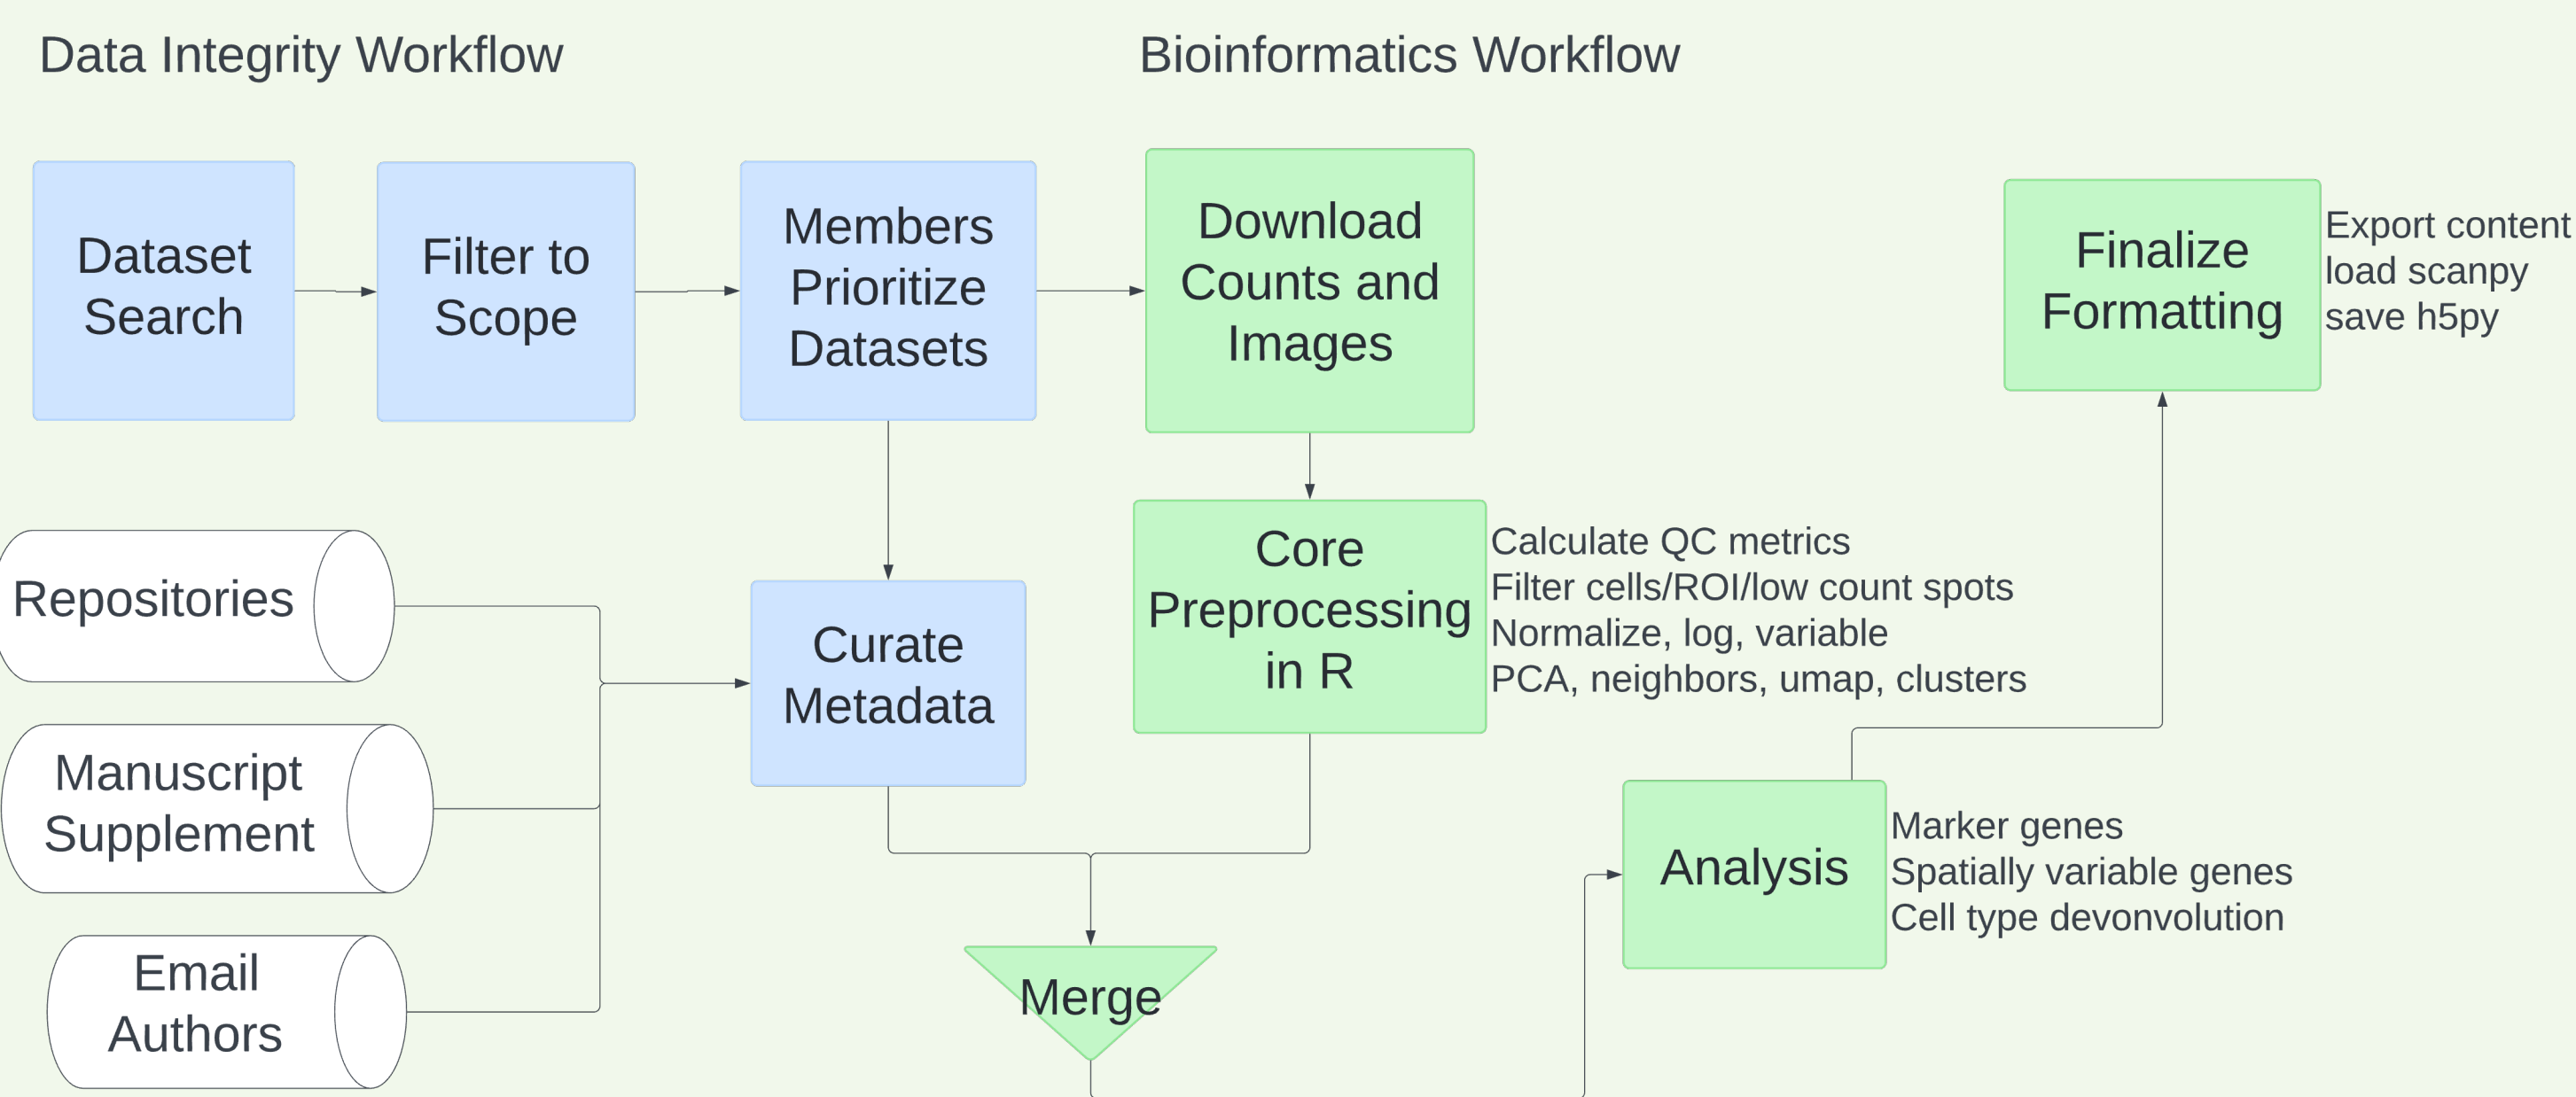 Data Integrity Workflow
Bioinformatics Workflow
Dataset
Search
Filter to
Scope
Members
Prioritize
Datasets
Download
Counts and
Images
Finalize
Formatting
Export content
load scanpy
save h5py
Repositories
Manuscript
Supplement
Email
Authors
Curate
Metadata
Core
Preprocessing
in R
Calculate QC metrics
Filter cells/ROI/low count spots
Normalize, log, variable
PCA, neighbors, umap, clusters
Merge
Analysis
Marker genes
Spatially variable genes
Cell type devonvolution